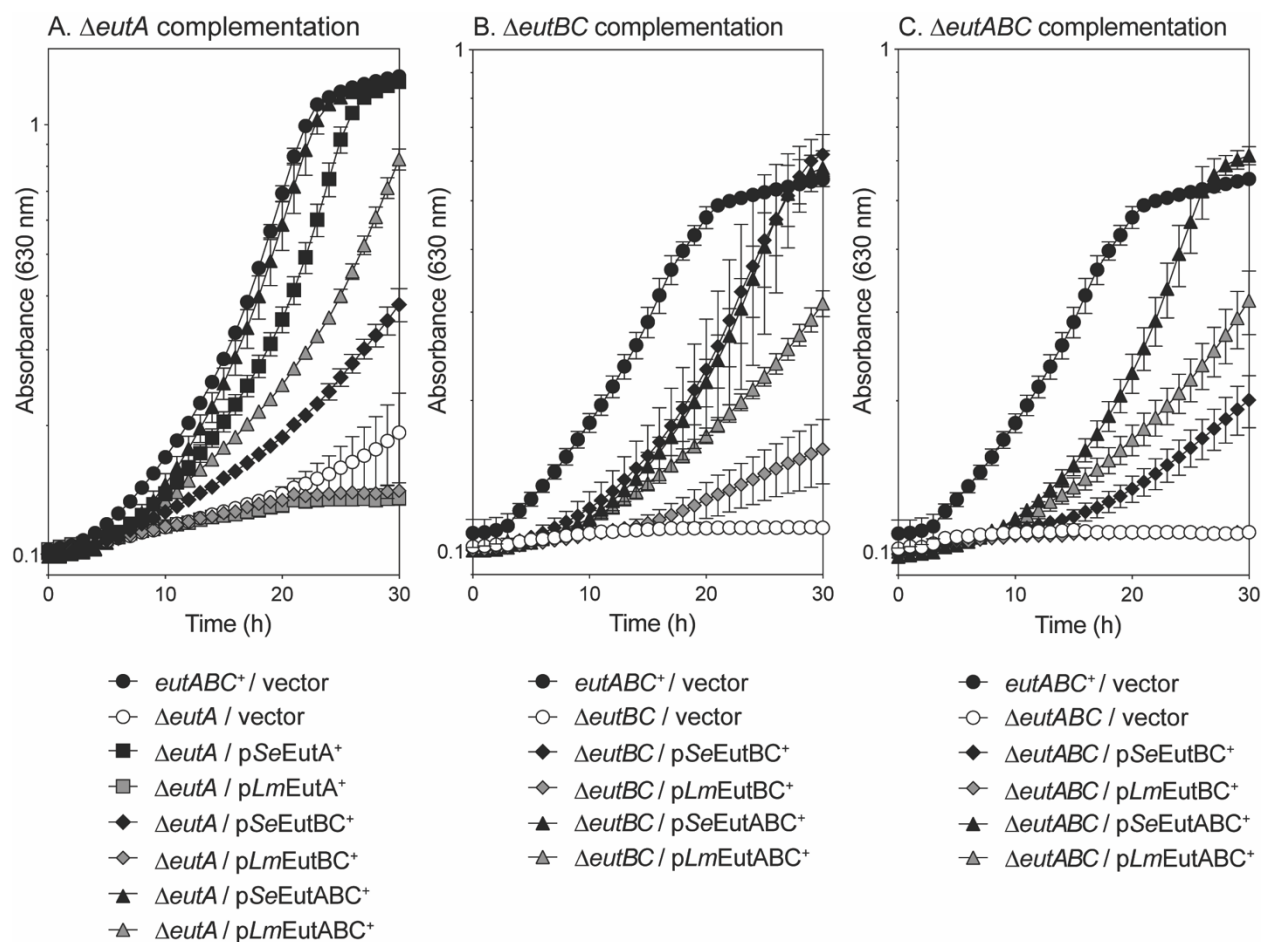 A. ΔeutA complementation
B. ΔeutBC complementation
C. ΔeutABC complementation
Absorbance (630 nm)
1
0.1
0
10
20
30
Time (h)
Absorbance (630 nm)
1
0.1
0
10
20
30
Time (h)
Absorbance (630 nm)
1
0.1
0
10
20
30
Time (h)
eutABC+ / vector
ΔeutA / vector
ΔeutA / pSeEutA+
ΔeutA / pLmEutA+
ΔeutA / pSeEutBC+
ΔeutA / pLmEutBC+
ΔeutA / pSeEutABC+
ΔeutA / pLmEutABC+
eutABC+ / vector
ΔeutBC / vector
ΔeutBC / pSeEutBC+
ΔeutBC / pLmEutBC+
ΔeutBC / pSeEutABC+
ΔeutBC / pLmEutABC+
eutABC+ / vector
ΔeutABC / vector
ΔeutABC / pSeEutBC+
ΔeutABC / pLmEutBC+
ΔeutABC / pSeEutABC+
ΔeutABC / pLmEutABC+